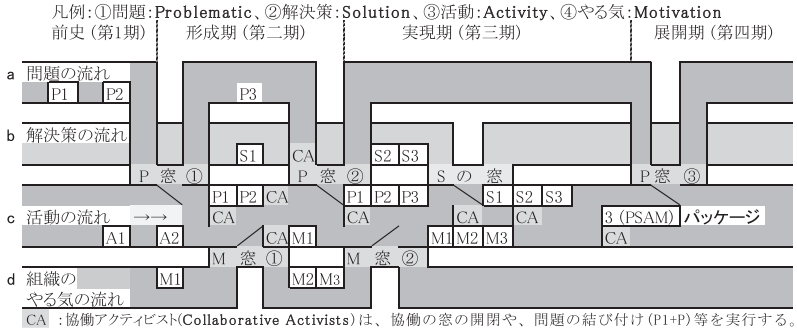 凡例:①問題:Problematic、②解決策:Solution、③活動:Activity、④やる気:Motivation
前史(第1期) 形成期(第二期) 実現期(第三期) 展開期(第四期)
a 問題の流れ
P1 P2 P3
b 解決策の流れ
S1 CA S2 S3
P 窓 ① P 窓 ② Sの窓 P 窓 ③
P1 P2 CA P1 P2 P3 S1 S2 S3
c 活動の流れ →→ CA CA CA CA 3(PSAM) パッケージ
A1 A2 CA M1 M1 M2 M3 CA
M 窓 ① M 窓 ②
d 組織の M1 M2 M3
やる気の流れ
CA :協働アクティビスト(Collaborative Activists)は、協働の窓の開閉や、問題の結び付け(P1+P)等を実行する。